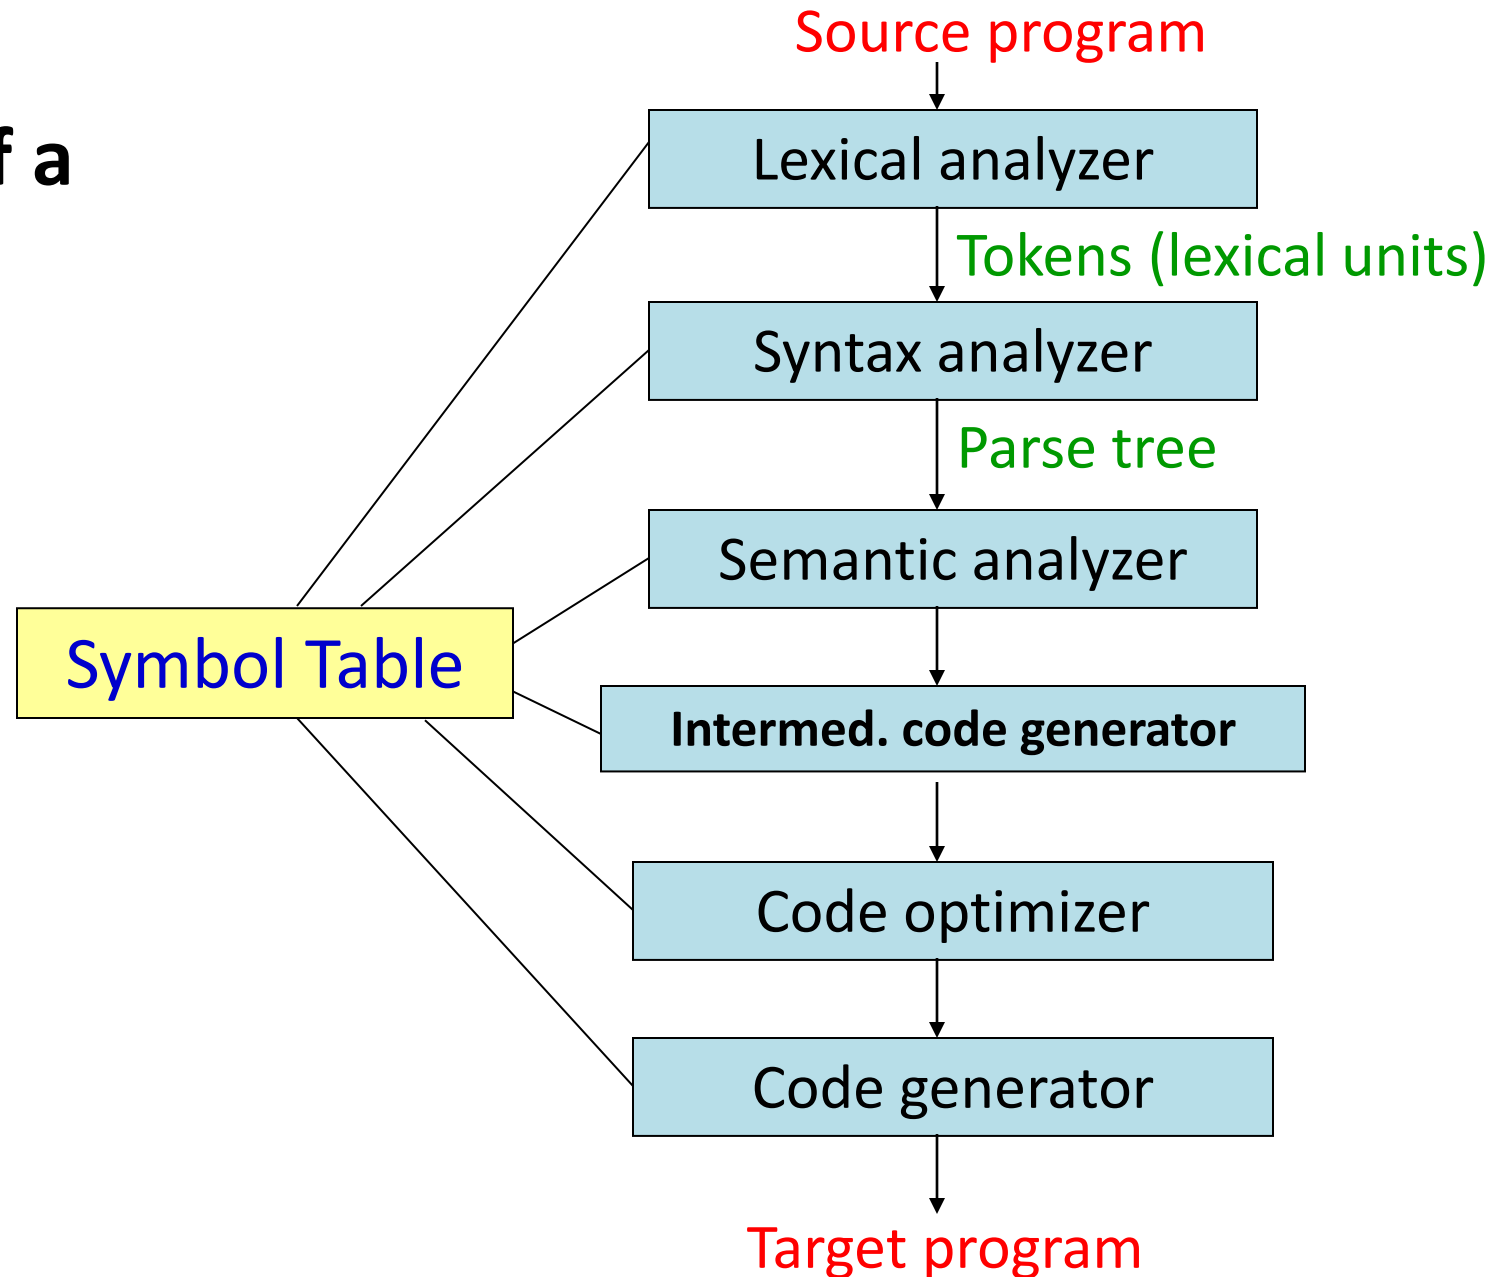 Source program
Lexical analyzer
f a
Tokens (lexical units)
Syntax analyzer
Parse tree
Semantic analyzer
Symbol Table
Intermed. code generator
Code optimizer
Code generator
Target program